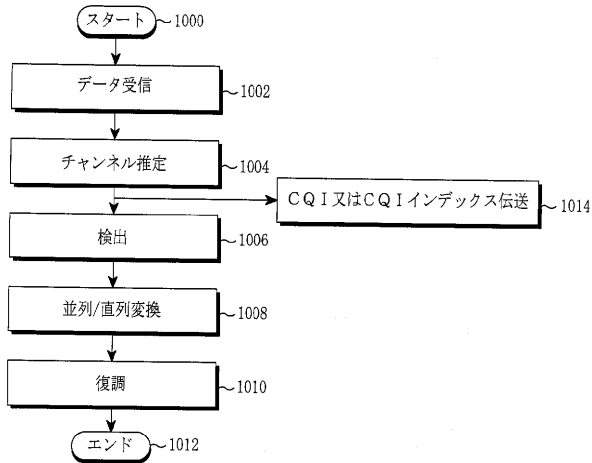 スタート 1000
データ受信 1002
チャンネル推定 1004
CQI又はCQIインデックス伝送 1014
検出 1006
並列/直列変換 1008
復調 1010
エンド 1012